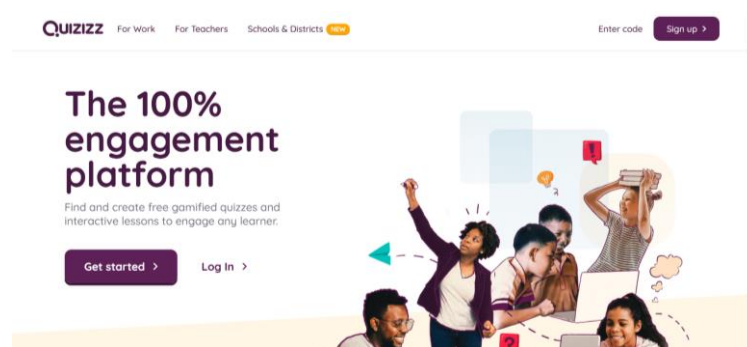 QUIZIZZ For Work For Teachers Schools & Districts NEW Enter code Sign up >
The 100%
engagement
platform
Find and create free gamified quizzes and
interactive lessons to engage any learner.
Get started > Log In >
!
?